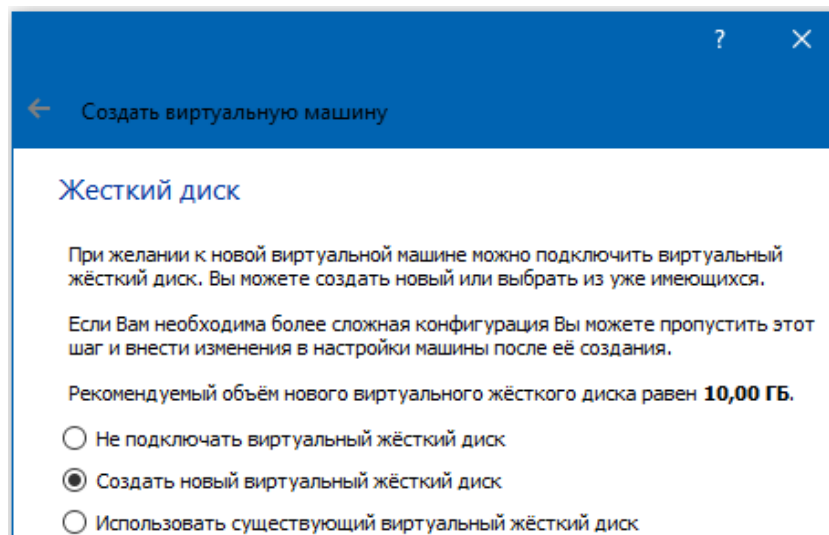 ?
Создать виртуальную машину
Жесткий диск
При желании к новой виртуальной машине можно подключить виртуальный
жёсткий диск. Вы можете создать новый или выбрать из уже имеющихся.
Если Вам необходима более сложная конфигурация Вы можете пропустить этот
шаг и внести изменения в настройки машины после её создания.
Рекомендуемый объём нового виртуального жёсткого диска равен 10,00 ГБ.
Не подключать виртуальный жёсткий диск
Создать новый виртуальный жёсткий диск
Использовать существующий виртуальный жёсткий диск